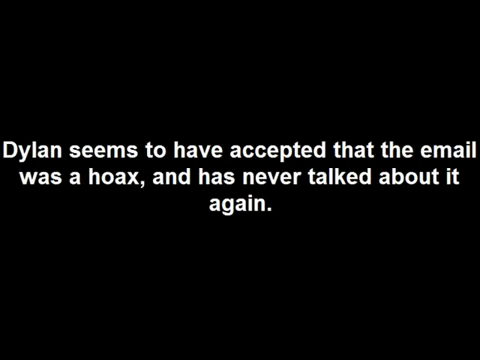 Dylan seems to have accepted that the email
was a hoax, and has never talked about it
again.